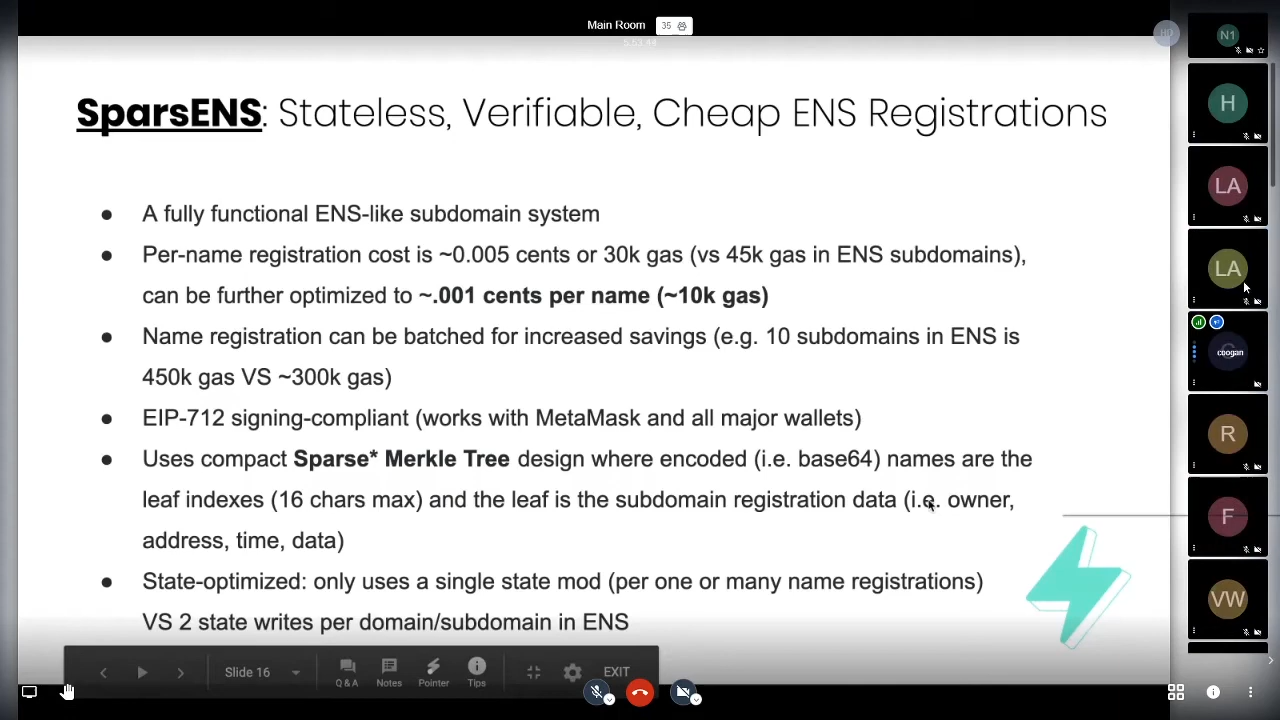 Main Room 35
5:53:44
HO
N1
SparsENS: Stateless, Verifiable, Cheap ENS Registrations
H
LA
● A fully functional ENS-like subdomain system
● Per-name registration cost is ~0.005 cents or 30k gas (vs 45k gas in ENS subdomains),
can be further optimized to ~.001 cents per name (~10k gas)
LA
● Name registration can be batched for increased savings (e.g. 10 subdomains in ENS is
450k gas VS ~300k gas)
coogan
● EIP-712 signing-compliant (works with MetaMask and all major wallets)
R
● Uses compact Sparse* Merkle Tree design where encoded (i.e. base64) names are the
leaf indexes (16 chars max) and the leaf is the subdomain registration data (i.e. owner,
address, time, data)
F
● State-optimized: only uses a single state mod (per one or many name registrations)
VS 2 state writes per domain/subdomain in ENS
VW
Slide 16
Q & A Notes Pointer Tips EXIT